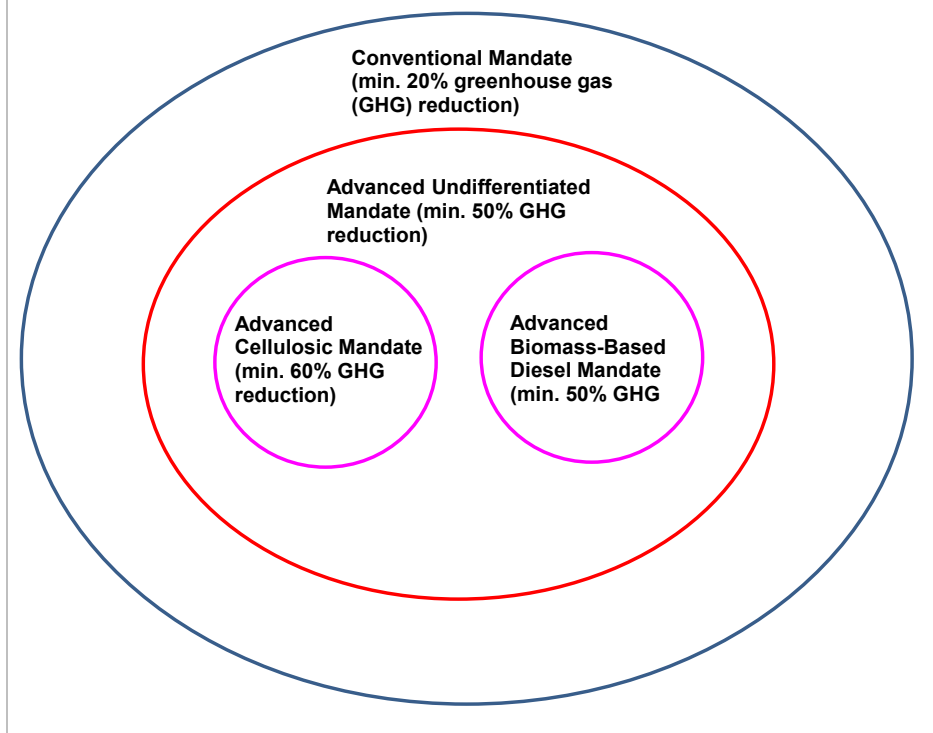 Conventional Mandate
(min. 20% greenhouse gas
(GHG) reduction)
Advanced Undifferentiated
Mandate (min. 50% GHG
reduction)
Advanced
Cellulosic Mandate
(min. 60% GHG
reduction)
Advanced
Biomass-Based
Diesel Mandate
(min. 50% GHG